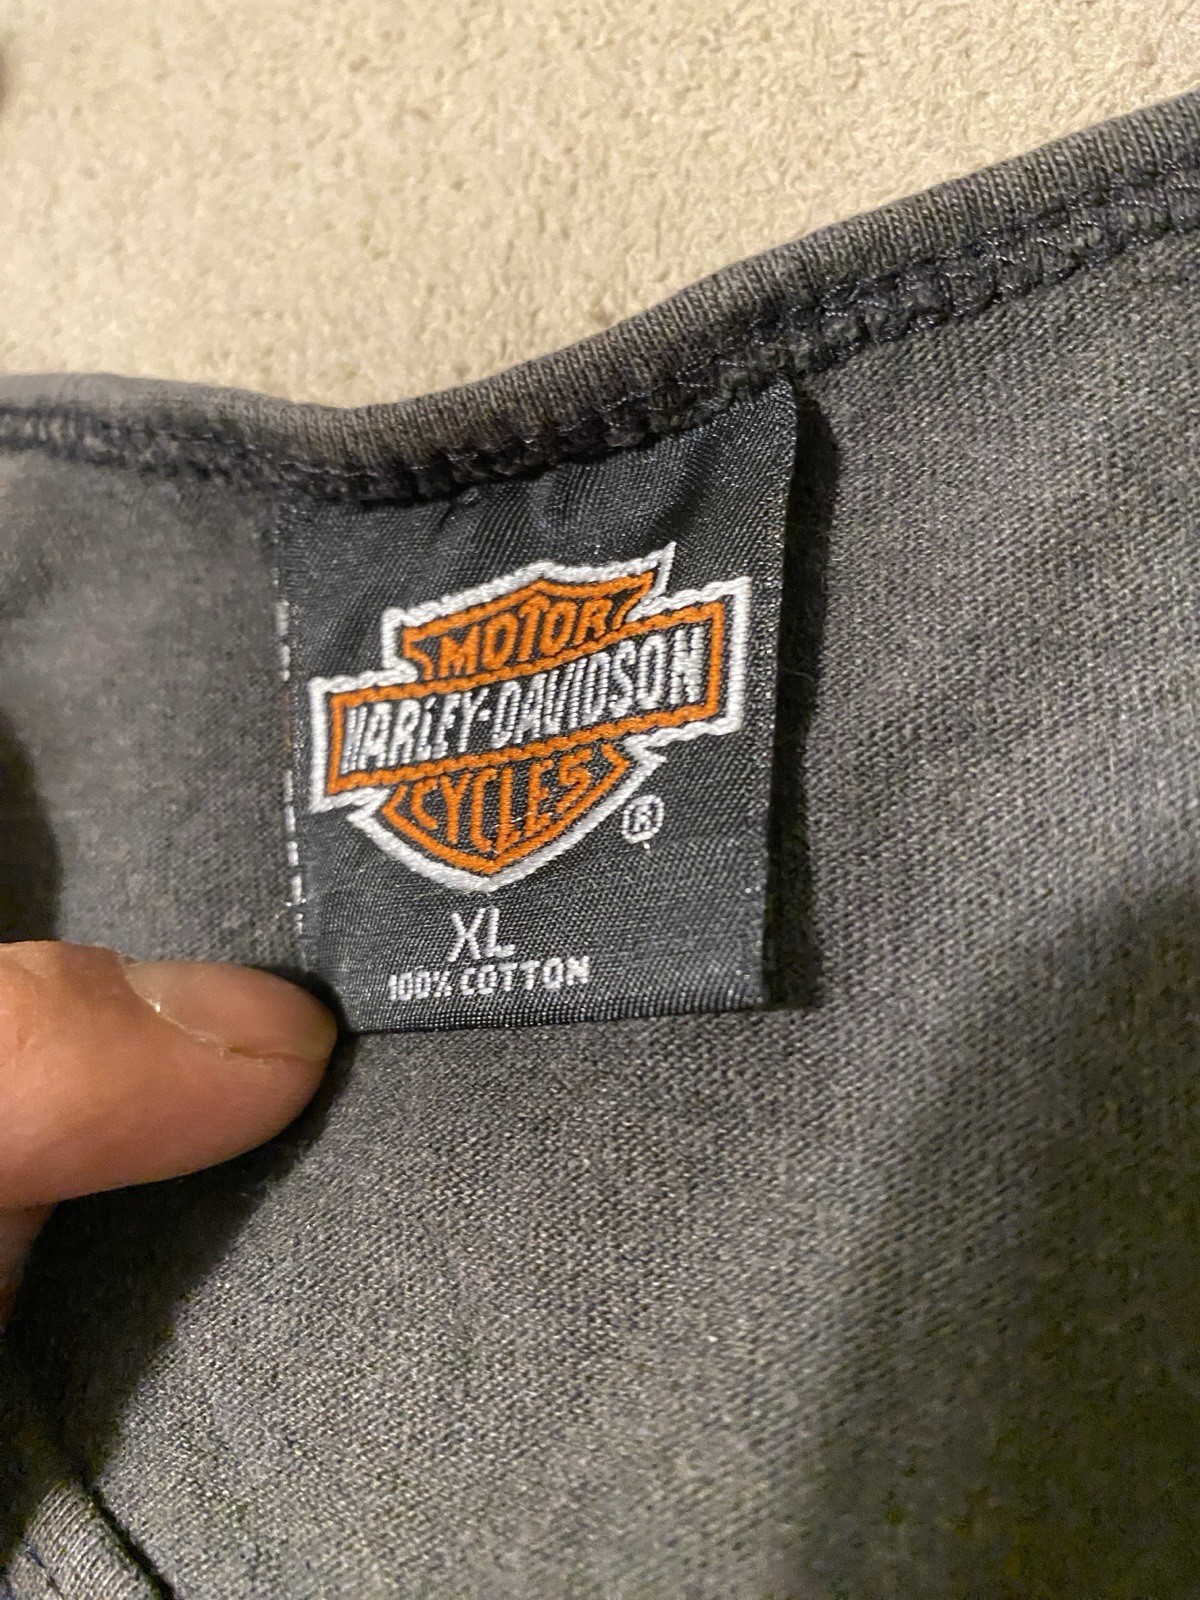 MOTOR
HARLEY-DAVIDSON
CYCLES
®
XL
100% COTTON